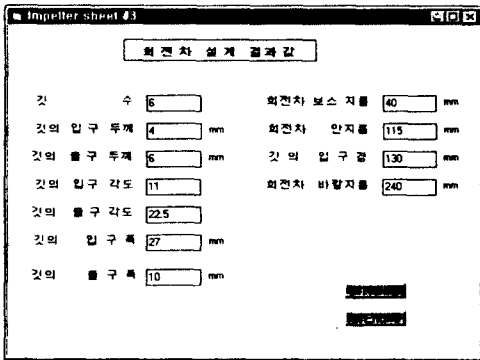 Impeller sheet #3
회전차 설계 결과값
깃 수 6
깃의 입구 두께 4 mm
깃의 출구 두께 6 mm
깃의 입구 각도 11
깃의 출구 각도 22.5
깃의 입구 폭 27 mm
깃의 출구 폭 10 mm
회전차 보스 지름 40 mm
회전차 안지름 115 mm
깃의 입구경 130 mm
회전차 바깥지름 240 mm